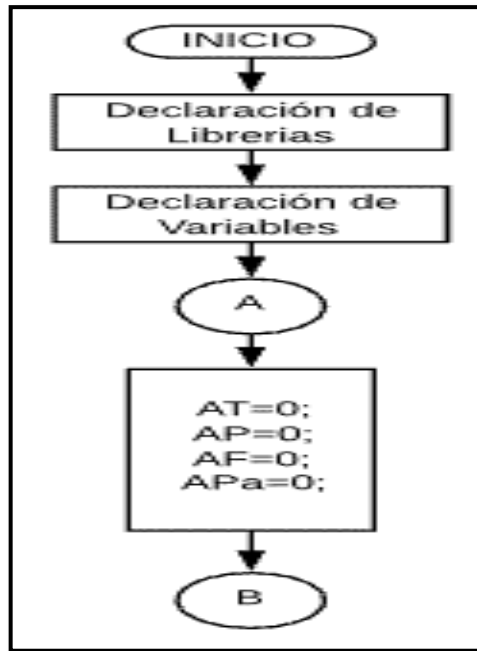 INICIO
Declaración de
Librerias
Declaración de
Variables
A
AT=0;
AP=0;
AF=0;
APa=0;
B